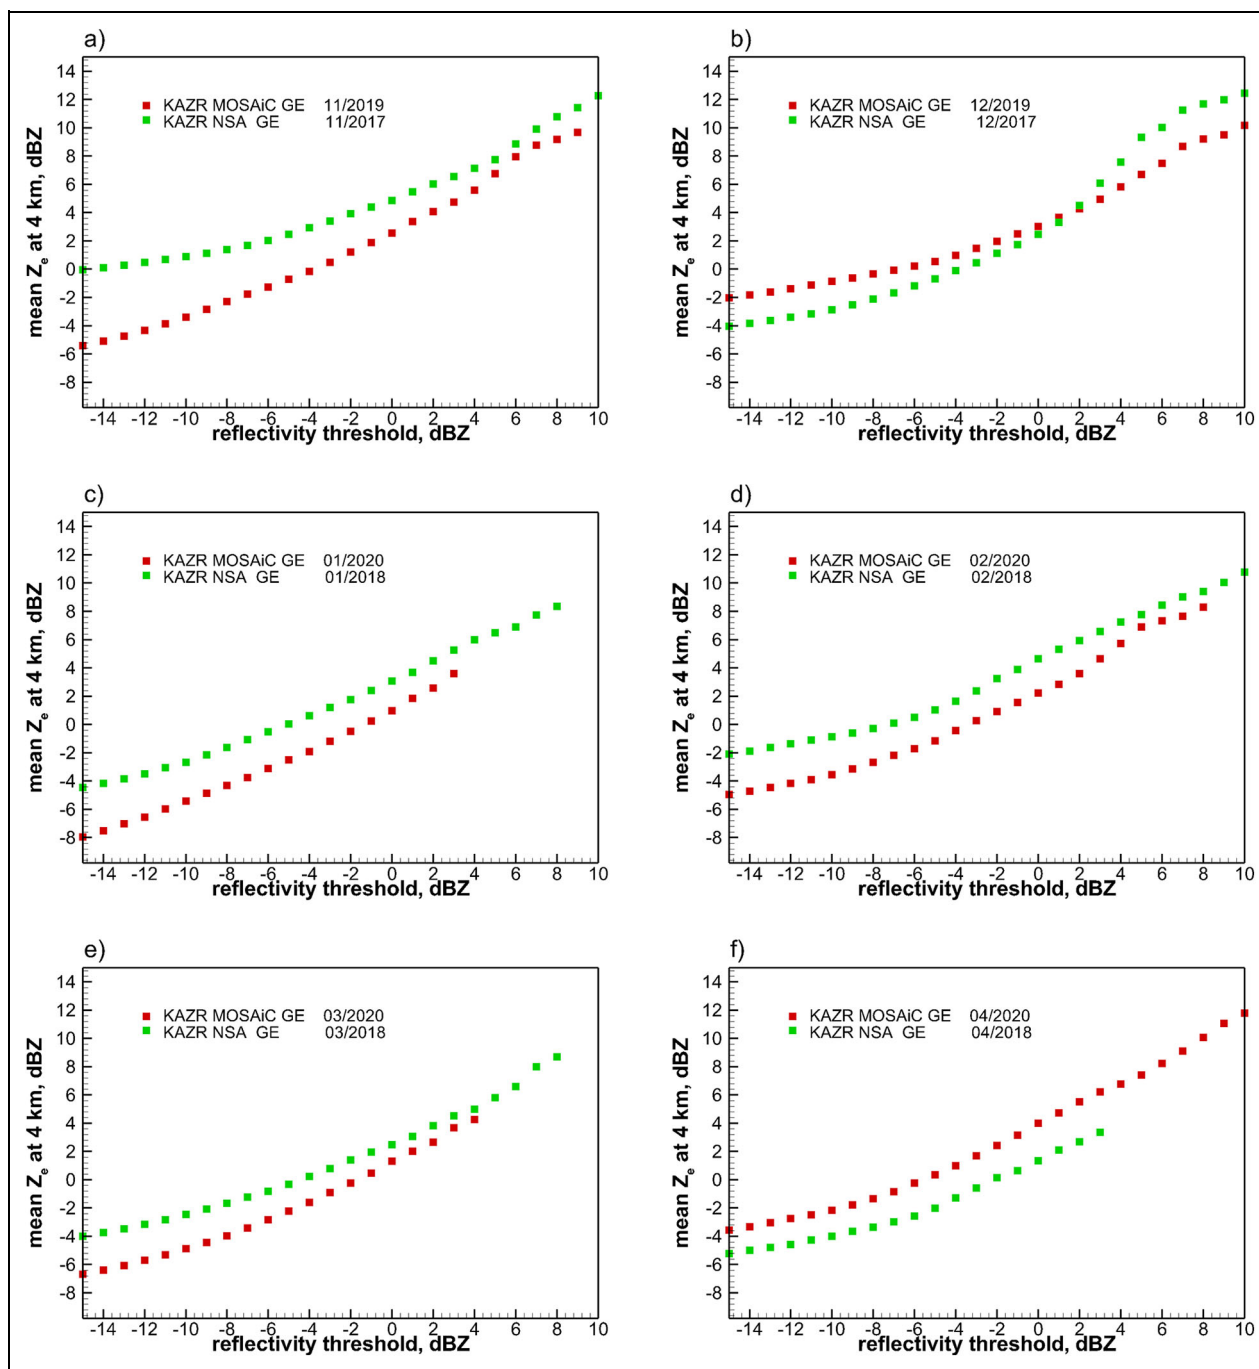 a)
14
12
10
8
6
4
2
0
-2
-4
-6
-8
mean Ze at 4 km, dBZ
KAZR MOSAiC GE 11/2019
KAZR NSA GE 11/2017
-14 -12 -10 -8 -6 -4 -2 0 2 4 6 8 10
reflectivity threshold, dBZ
b)
14
12
10
8
6
4
2
0
-2
-4
-6
-8
mean Ze at 4 km, dBZ
KAZR MOSAiC GE 12/2019
KAZR NSA GE 12/2017
-14 -12 -10 -8 -6 -4 -2 0 2 4 6 8 10
reflectivity threshold, dBZ
c)
14
12
10
8
6
4
2
0
-2
-4
-6
-8
mean Ze at 4 km, dBZ
KAZR MOSAiC GE 01/2020
KAZR NSA GE 01/2018
-14 -12 -10 -8 -6 -4 -2 0 2 4 6 8 10
reflectivity threshold, dBZ
d)
14
12
10
8
6
4
2
0
-2
-4
-6
-8
mean Ze at 4 km, dBZ
KAZR MOSAiC GE 02/2020
KAZR NSA GE 02/2018
-14 -12 -10 -8 -6 -4 -2 0 2 4 6 8 10
reflectivity threshold, dBZ
e)
14
12
10
8
6
4
2
0
-2
-4
-6
-8
mean Ze at 4 km, dBZ
KAZR MOSAiC GE 03/2020
KAZR NSA GE 03/2018
-14 -12 -10 -8 -6 -4 -2 0 2 4 6 8 10
reflectivity threshold, dBZ
f)
14
12
10
8
6
4
2
0
-2
-4
-6
-8
mean Ze at 4 km, dBZ
KAZR MOSAiC GE 04/2020
KAZR NSA GE 04/2018
-14 -12 -10 -8 -6 -4 -2 0 2 4 6 8 10
reflectivity threshold, dBZ